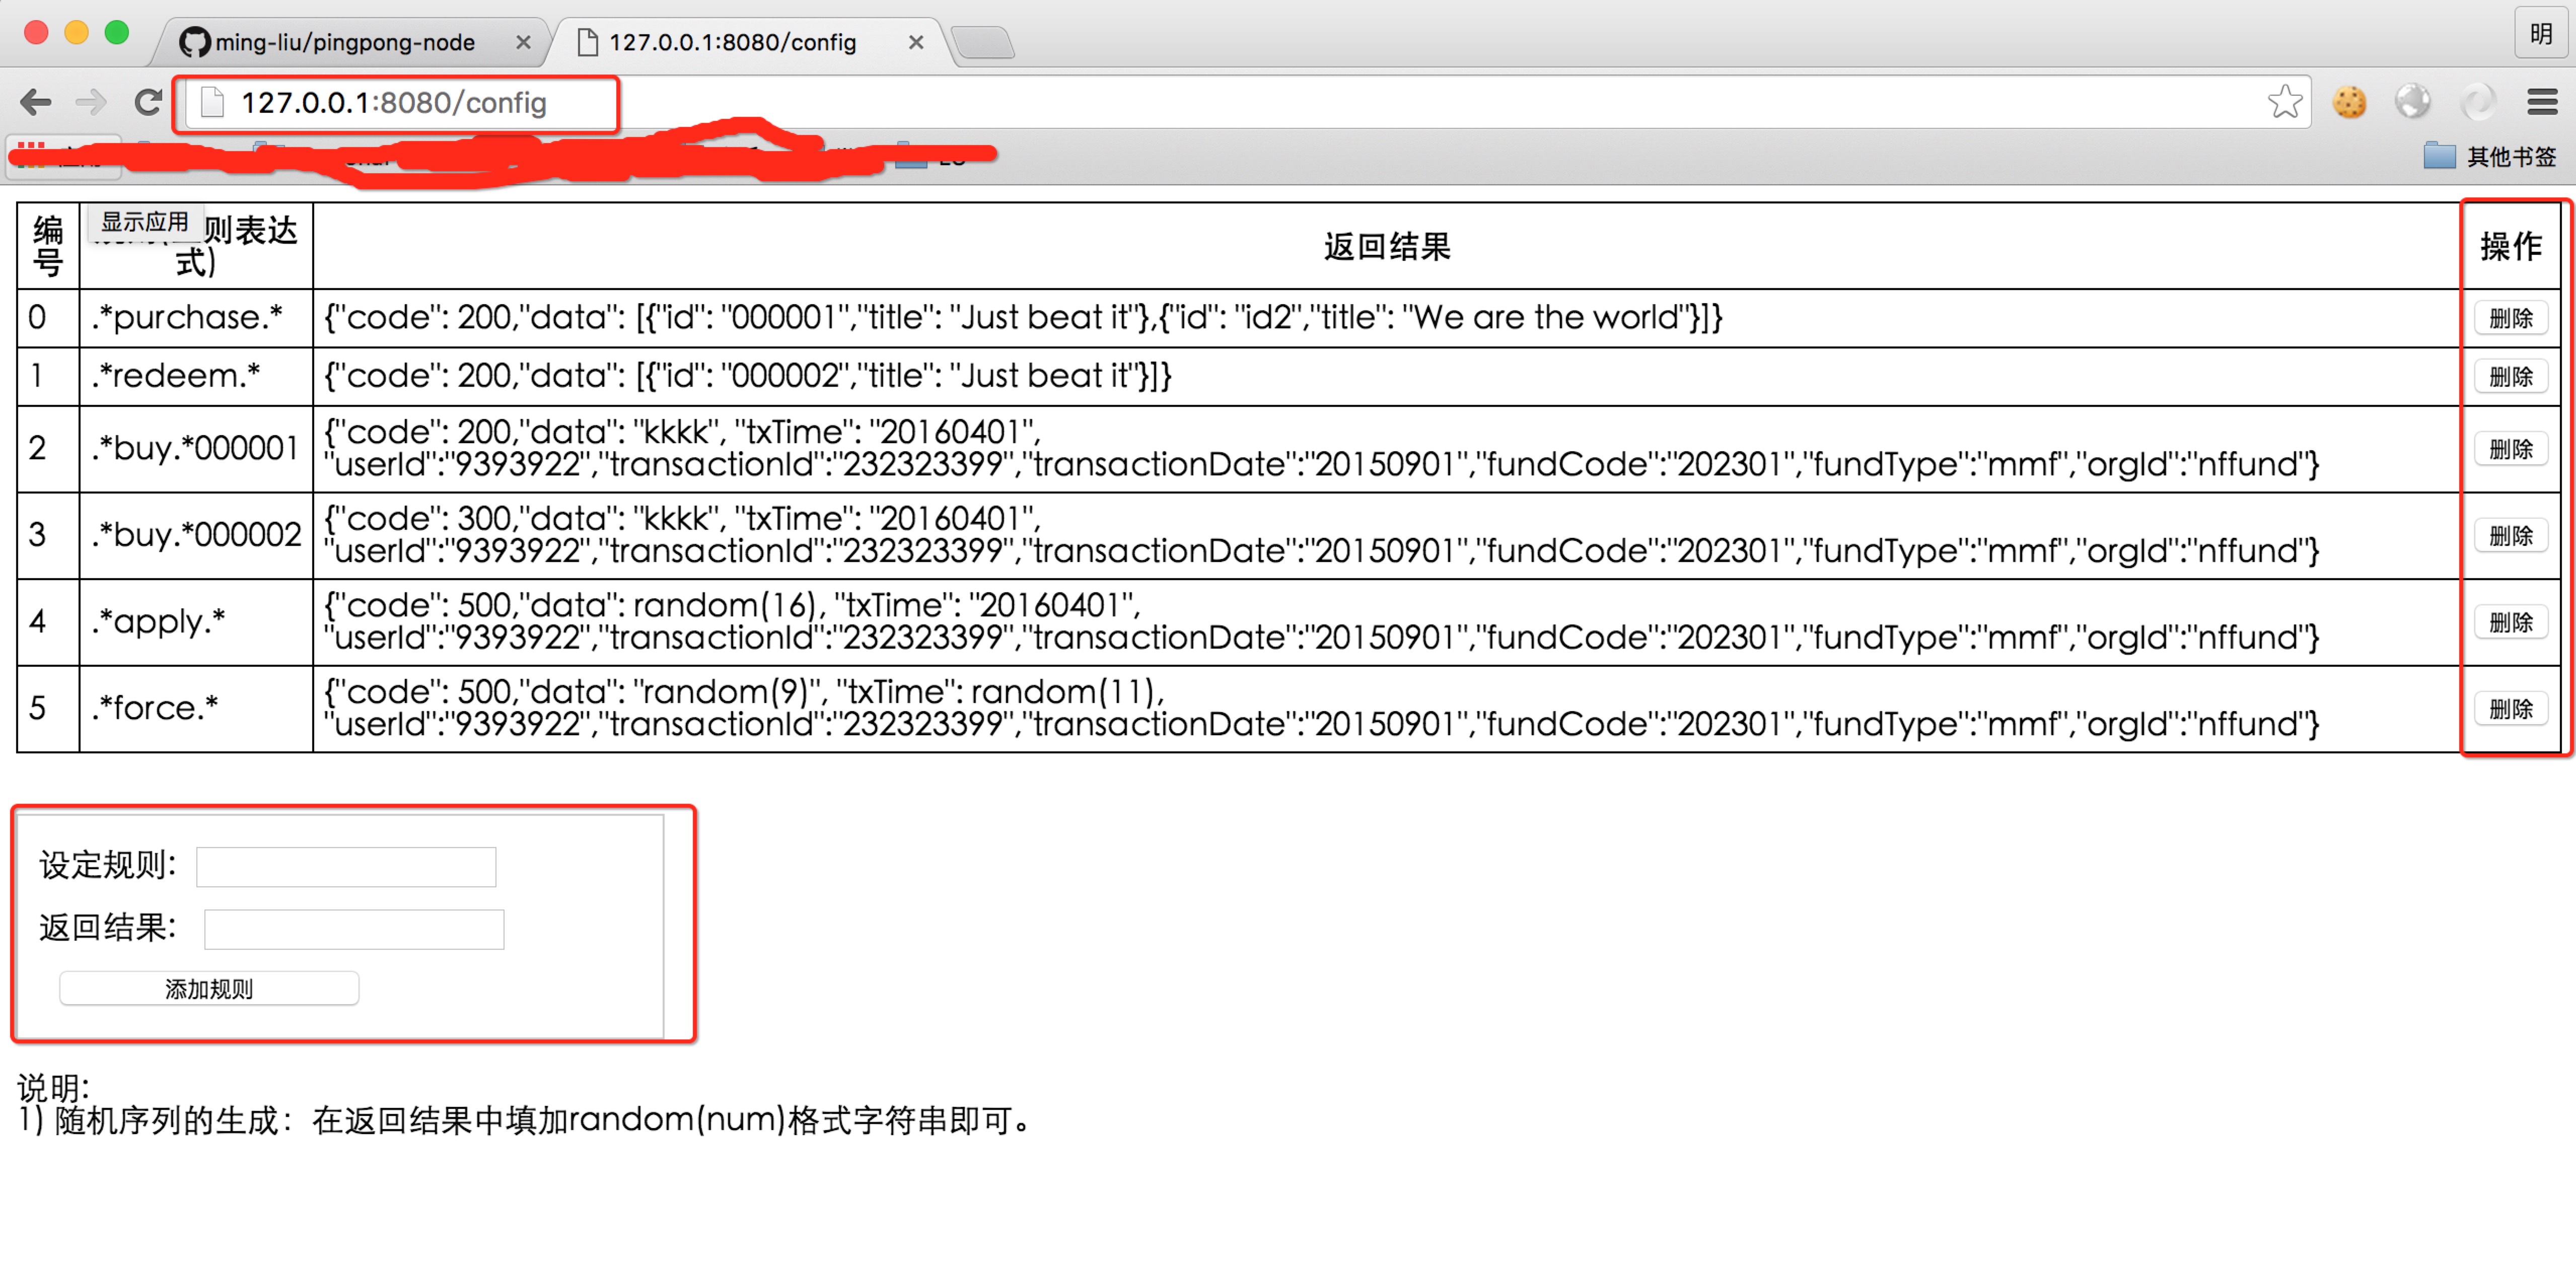 ming-liu/pingpong-node
127.0.0.1:8080/config
明
127.0.0.1:8080/config
其他书签
显示应用
编号
则表达
式)
返回结果
操作
0 .*purchase.* {"code": 200,"data": [{"id": "000001","title": "Just beat it"},{"id": "id2","title": "We are the world"}]} 删除
1 .*redeem.* {"code": 200,"data": [{"id": "000002","title": "Just beat it"}]} 删除
2 .*buy.*000001 {"code": 200,"data": "kkkk", "txTime": "20160401",
"userId":"9393922","transactionId":"232323399","transactionDate":"20150901","fundCode":"202301","fundType":"mmf","orgId":"nffund"} 删除
3 .*buy.*000002 {"code": 300,"data": "kkkk", "txTime": "20160401",
"userId":"9393922","transactionId":"232323399","transactionDate":"20150901","fundCode":"202301","fundType":"mmf","orgId":"nffund"} 删除
4 .*apply.* {"code": 500,"data": random(16), "txTime": "20160401",
"userId":"9393922","transactionId":"232323399","transactionDate":"20150901","fundCode":"202301","fundType":"mmf","orgId":"nffund"} 删除
5 .*force.* {"code": 500,"data": "random(9)", "txTime": random(11),
"userId":"9393922","transactionId":"232323399","transactionDate":"20150901","fundCode":"202301","fundType":"mmf","orgId":"nffund"} 删除
设定规则:
返回结果:
添加规则
说明:
1) 随机序列的生成：在返回结果中填加random(num)格式字符串即可。